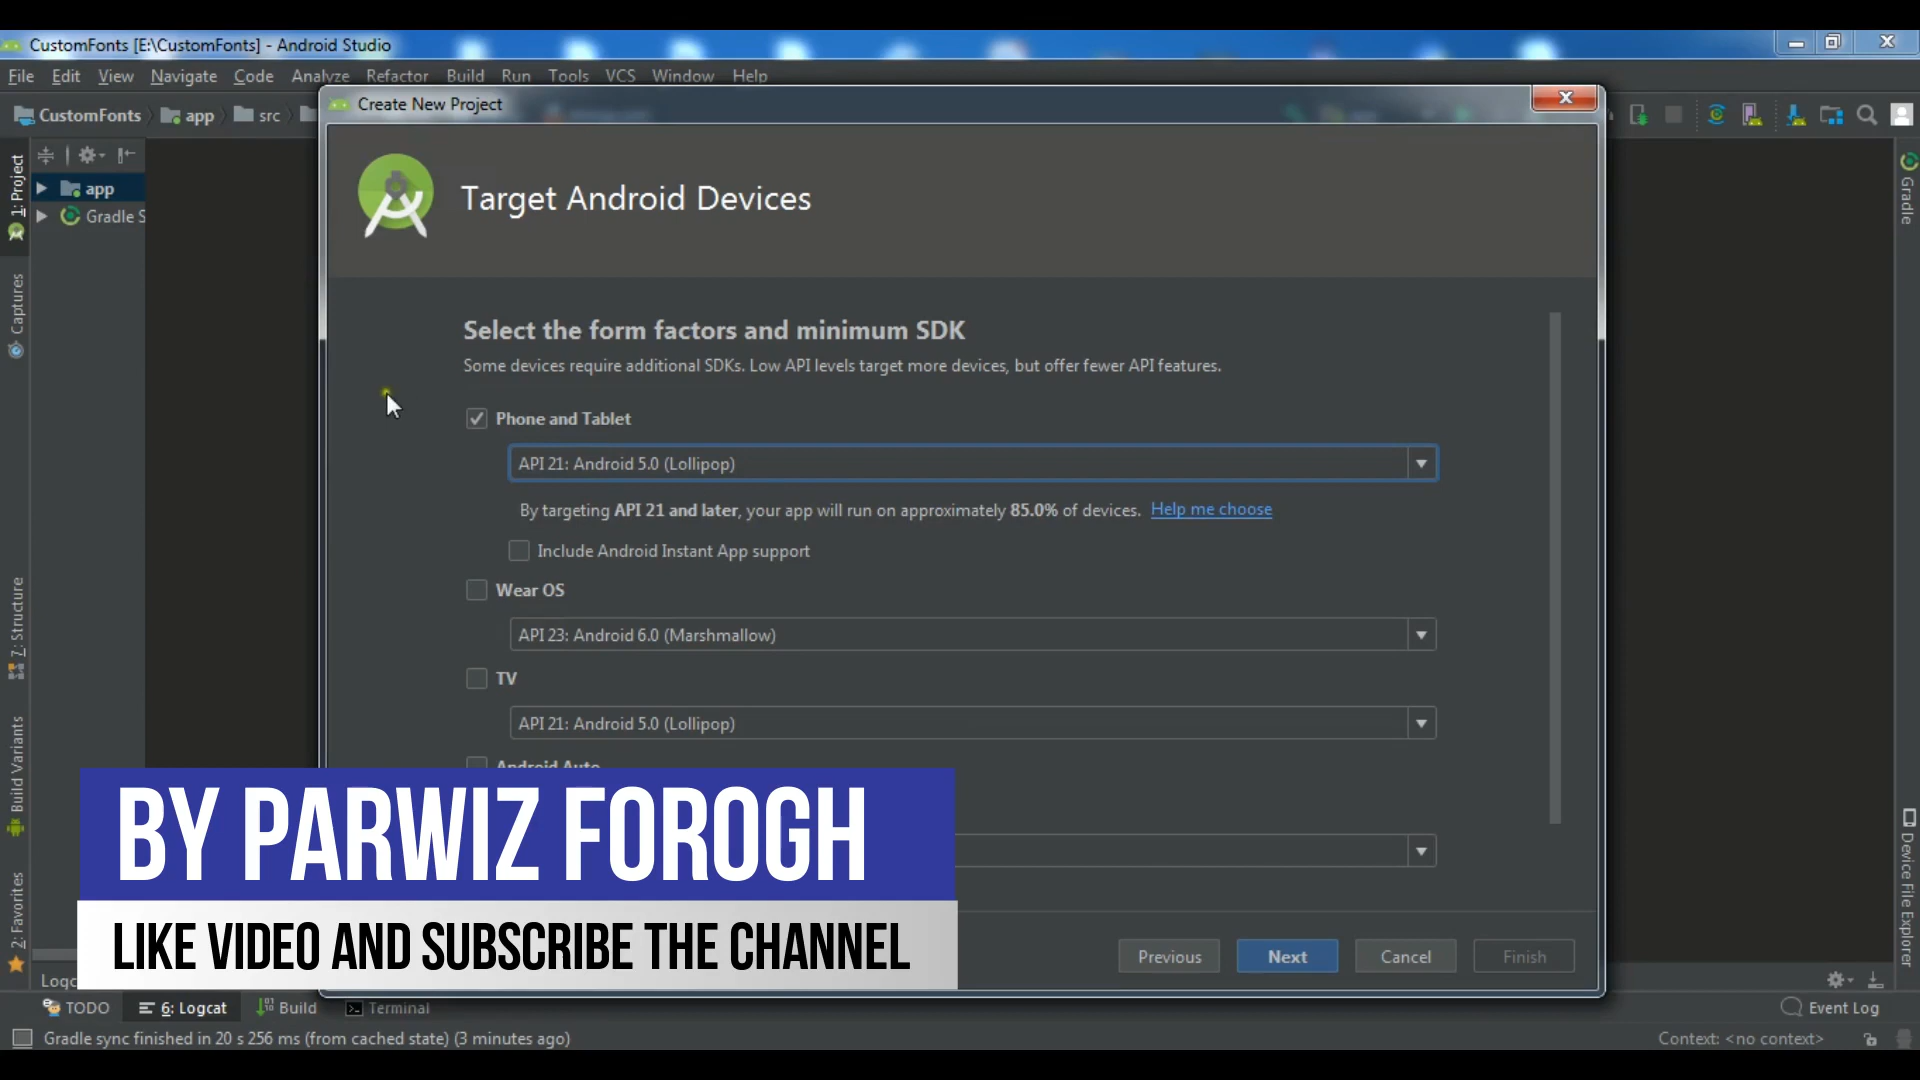 CustomFonts [E:\CustomFonts] - Android Studio
File Edit View Navigate Code Analyze Refactor Build Run Tools VCS Window Help
CustomFonts app src
Create New Project
1: Project
app
Gradle S
Captures
7: Structure
Build Variants
2: Favorites
Target Android Devices
Select the form factors and minimum SDK
Some devices require additional SDKs. Low API levels target more devices, but offer fewer API features.
Phone and Tablet
API 21: Android 5.0 (Lollipop)
By targeting API 21 and later, your app will run on approximately 85.0% of devices. Help me choose
Include Android Instant App support
Wear OS
API 23: Android 6.0 (Marshmallow)
TV
API 21: Android 5.0 (Lollipop)
Android Auto
BY PARWIZ FOROGH
LIKE VIDEO AND SUBSCRIBE THE CHANNEL
Previous Next Cancel Finish
Gradle
Device File Explorer
Logc
TODO 6: Logcat Build Terminal Event Log
Gradle sync finished in 20 s 256 ms (from cached state) (3 minutes ago) Context: <no context>